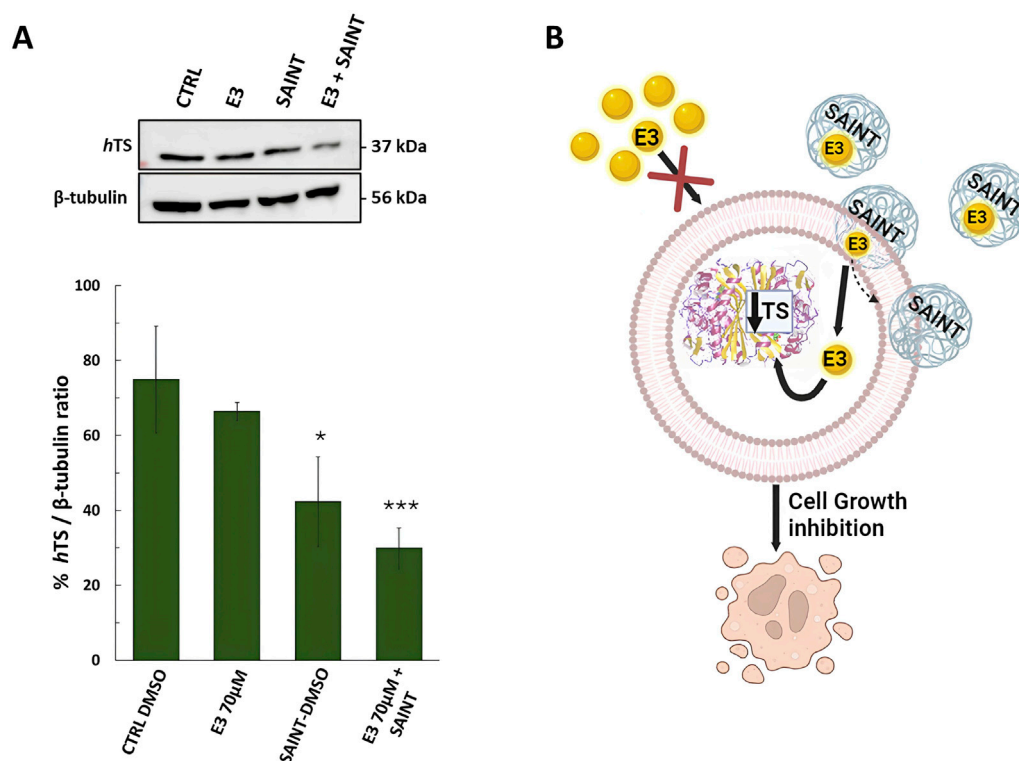 A
B
CTRL
E3
SAINT
E3 + SAINT
hTS
37 kDa
β-tubulin
56 kDa
% hTS / β-tubulin ratio
100
80
60
40
20
0
*
***
CTRL DMSO
E3 70µM
SAINT-DMSO
E3 70µM +
SAINT
E3
SAINT
E3
SAINT
E3
SAINT
E3
SAINT
TS
E3
Cell Growth
inhibition